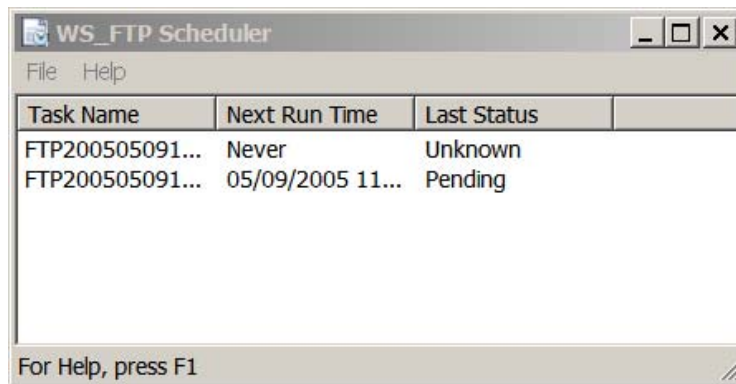 WS_FTP Scheduler
File Help
Task Name Next Run Time Last Status
FTP200505091... Never Unknown
FTP200505091... 05/09/2005 11... Pending
For Help, press F1